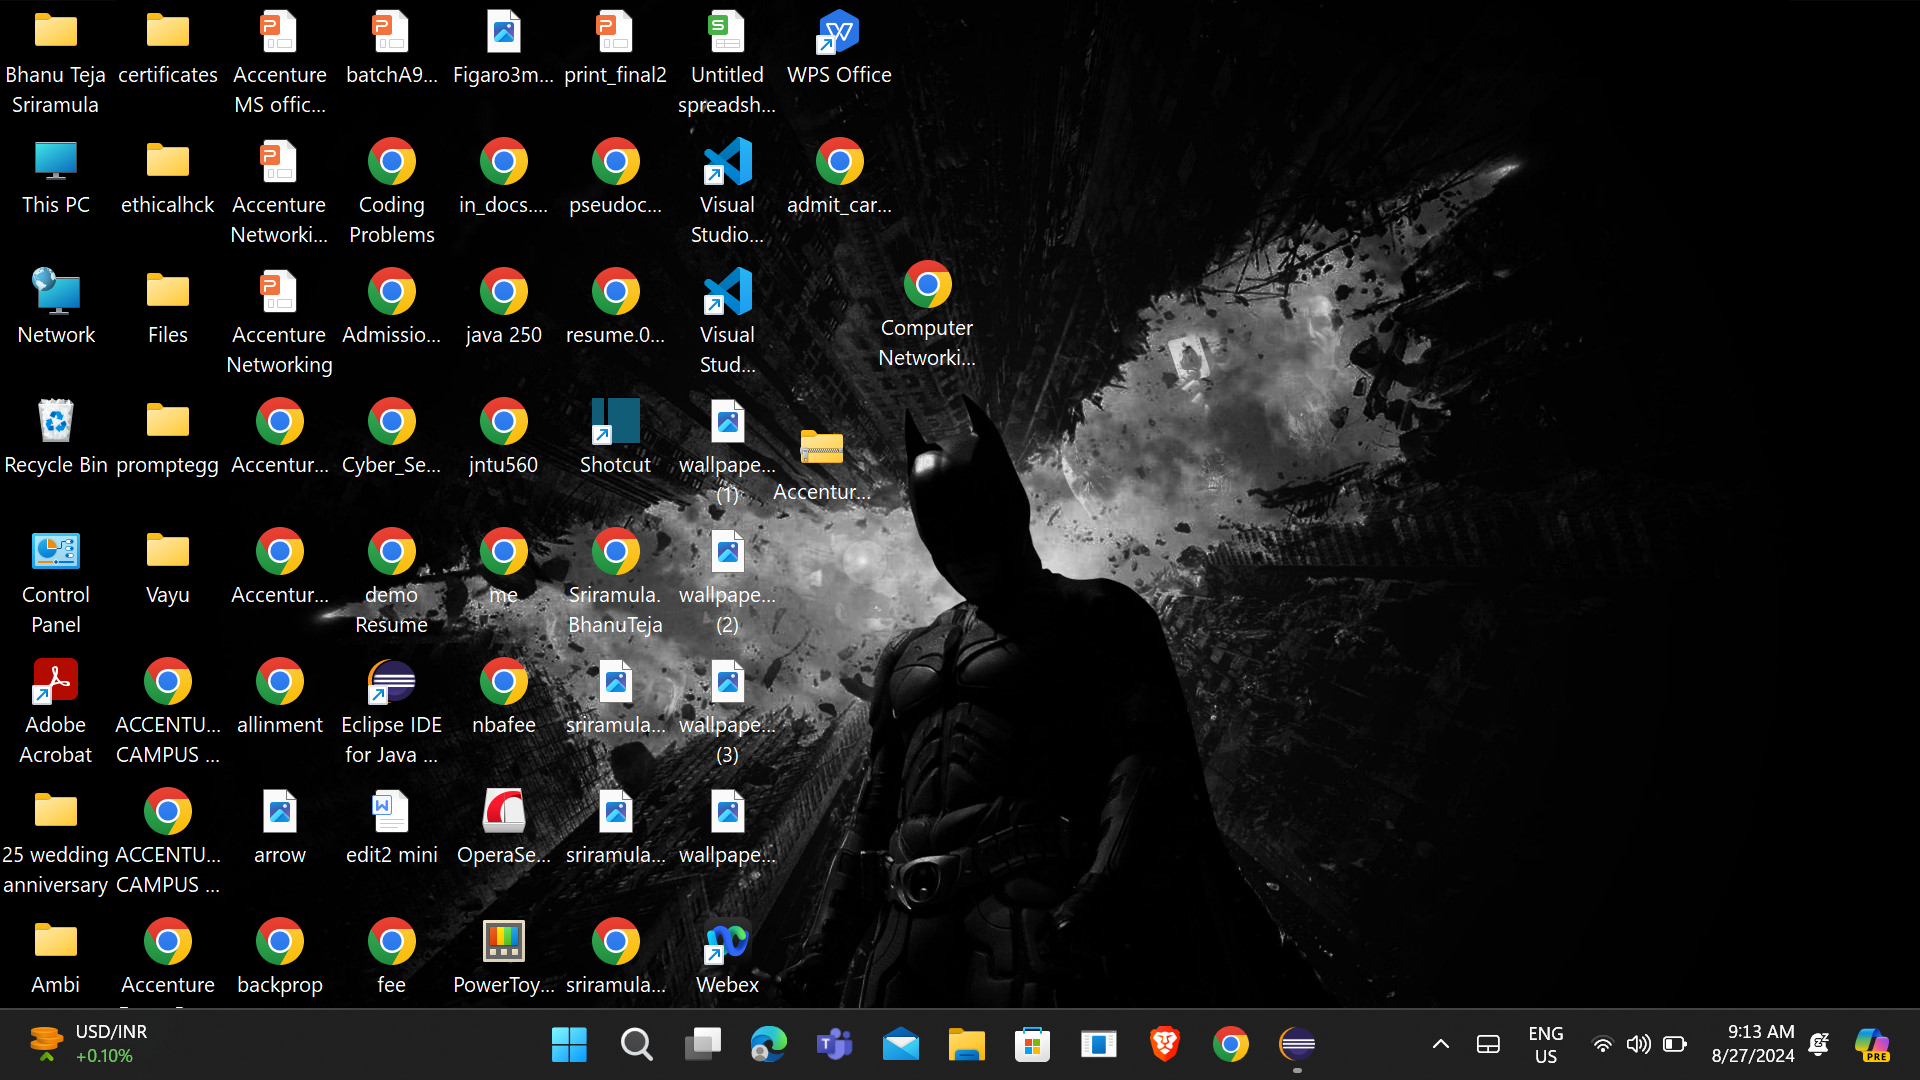 Bhanu Teja
Sriramula
certificates
Accenture
MS offic...
batchA9...
Figaro3m...
print_final2
Untitled
spreadsh...
WPS Office
This PC
ethicalhck
Accenture
Networki...
Coding
Problems
in_docs....
pseudoc...
Visual
Studio...
admit_car...
Network
Files
Accenture
Networking
Admissio...
java 250
resume.0...
Visual
Stud...
Computer
Networki...
Recycle Bin
promptegg
Accentur...
Cyber_Se...
jntu560
Shotcut
wallpape...
(1)
Accentur...
Control
Panel
Vayu
Accentur...
demo
Resume
me
Sriramula.
BhanuTeja
wallpape...
(2)
Adobe
Acrobat
ACCENTU...
CAMPUS ...
allinment
Eclipse IDE
for Java ...
nbafee
sriramula...
wallpape...
(3)
25 wedding
anniversary
ACCENTU...
CAMPUS ...
arrow
edit2 mini
OperaSe...
sriramula...
wallpape...
Ambi
Accenture
backprop
fee
PowerToy...
sriramula...
Webex
USD/INR
+0.10%
ENG
US
9:13 AM
8/27/2024
PRE